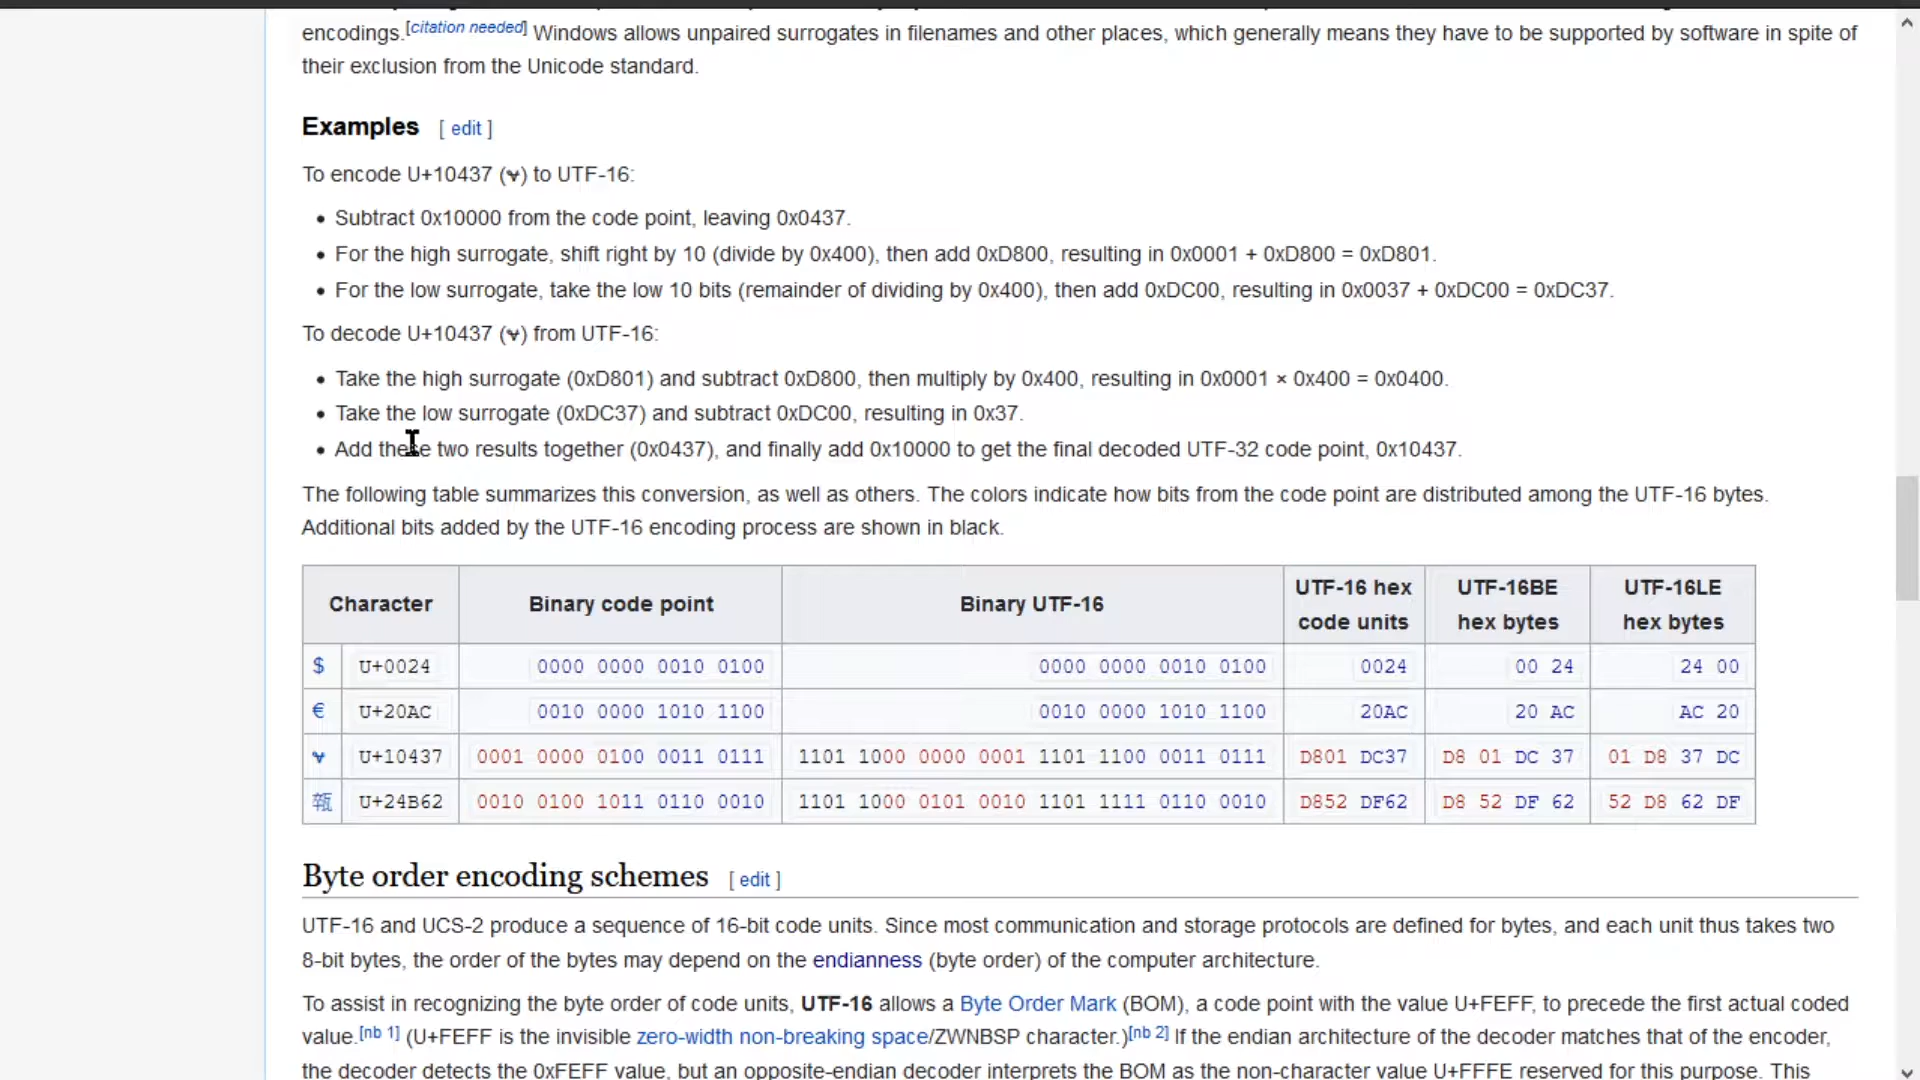 encodings.[citation needed] Windows allows unpaired surrogates in filenames and other places, which generally means they have to be supported by software in spite of
their exclusion from the Unicode standard.
Examples [ edit ]
To encode U+10437 (𐐷) to UTF-16:
• Subtract 0x10000 from the code point, leaving 0x0437.
• For the high surrogate, shift right by 10 (divide by 0x400), then add 0xD800, resulting in 0x0001 + 0xD800 = 0xD801.
• For the low surrogate, take the low 10 bits (remainder of dividing by 0x400), then add 0xDC00, resulting in 0x0037 + 0xDC00 = 0xDC37.
To decode U+10437 (𐐷) from UTF-16:
• Take the high surrogate (0xD801) and subtract 0xD800, then multiply by 0x400, resulting in 0x0001 × 0x400 = 0x0400.
• Take the low surrogate (0xDC37) and subtract 0xDC00, resulting in 0x37.
• Add these two results together (0x0437), and finally add 0x10000 to get the final decoded UTF-32 code point, 0x10437.
The following table summarizes this conversion, as well as others. The colors indicate how bits from the code point are distributed among the UTF-16 bytes.
Additional bits added by the UTF-16 encoding process are shown in black.
Character Binary code point Binary UTF-16 UTF-16 hex code units UTF-16BE hex bytes UTF-16LE hex bytes
$ U+0024 0000 0000 0010 0100 0000 0000 0010 0100 0024 00 24 24 00
€ U+20AC 0010 0000 1010 1100 0010 0000 1010 1100 20AC 20 AC AC 20
𐐷 U+10437 0001 0000 0100 0011 0111 1101 1000 0000 0001 1101 1100 0011 0111 D801 DC37 D8 01 DC 37 01 D8 37 DC
𤭢 U+24B62 0010 0100 1011 0110 0010 1101 1000 0101 0010 1101 1111 0110 0010 D852 DF62 D8 52 DF 62 52 D8 62 DF
Byte order encoding schemes [ edit ]
UTF-16 and UCS-2 produce a sequence of 16-bit code units. Since most communication and storage protocols are defined for bytes, and each unit thus takes two
8-bit bytes, the order of the bytes may depend on the endianness (byte order) of the computer architecture.
To assist in recognizing the byte order of code units, UTF-16 allows a Byte Order Mark (BOM), a code point with the value U+FEFF, to precede the first actual coded
value.[nb 1] (U+FEFF is the invisible zero-width non-breaking space/ZWNBSP character.)[nb 2] If the endian architecture of the decoder matches that of the encoder,
the decoder detects the 0xFEFF value, but an opposite-endian decoder interprets the BOM as the non-character value U+FFFE reserved for this purpose. This